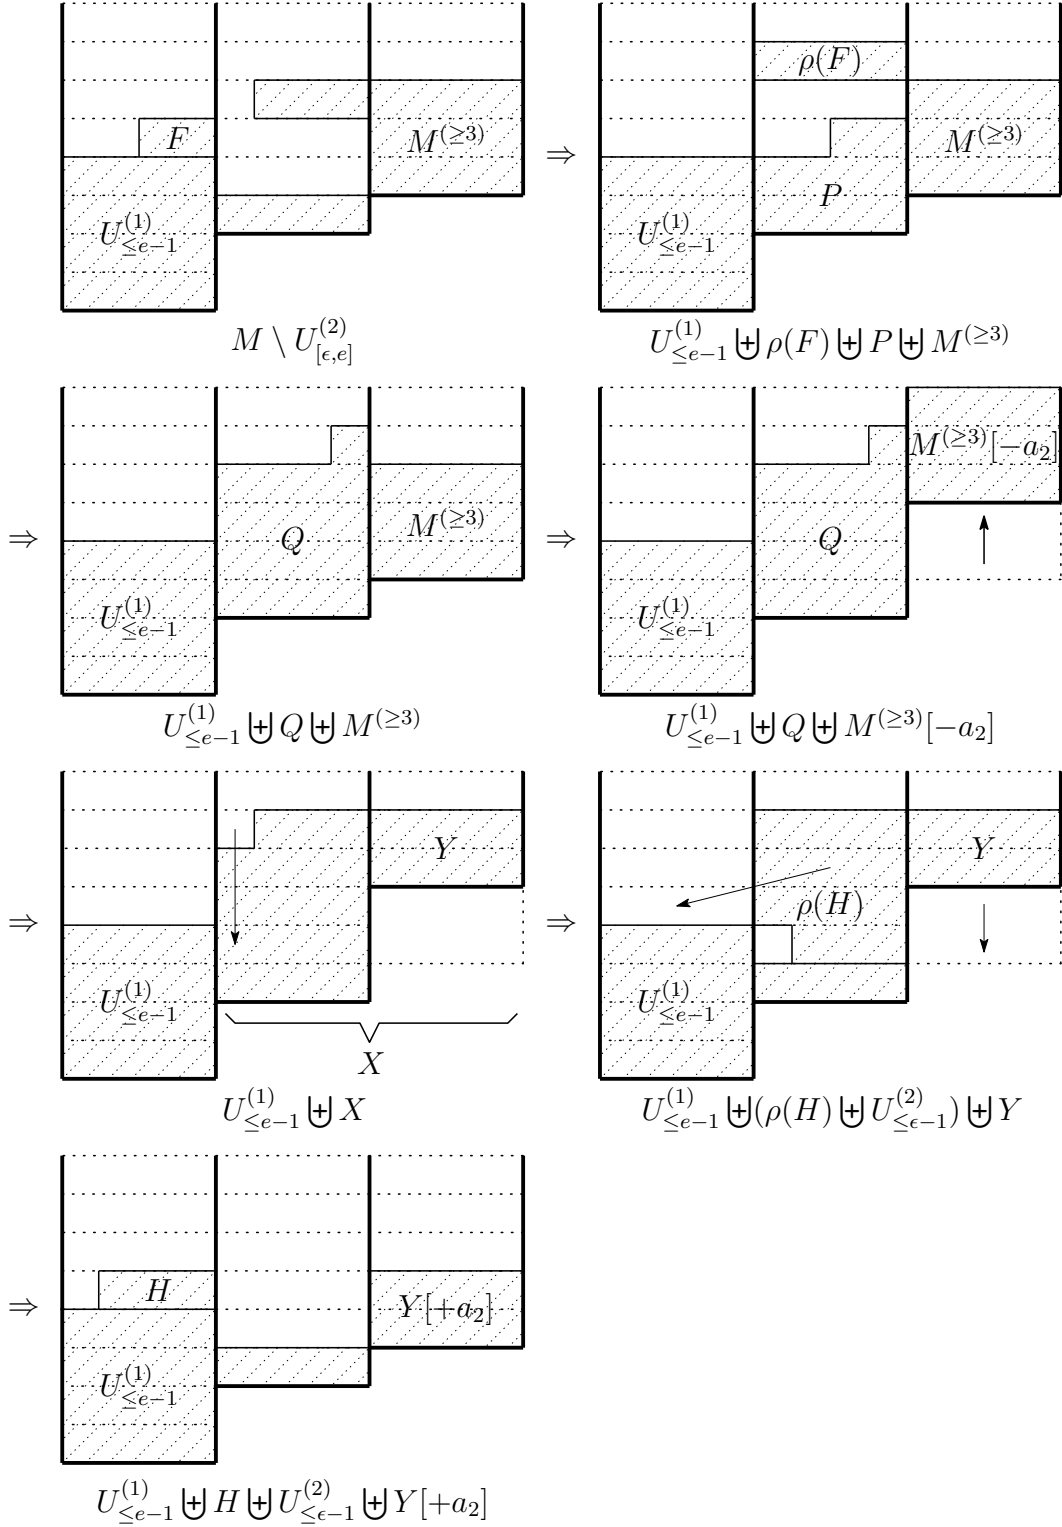 F
M^{(≥3)}
U^{(1)}_{≤e−1}
M \ U^{(2)}_{[ϵ,e]}
⇒
ρ(F)
M^{(≥3)}
P
U^{(1)}_{≤e−1}
U^{(1)}_{≤e−1} ⨄ ρ(F) ⨄ P ⨄ M^{(≥3)}
⇒
Q
M^{(≥3)}
U^{(1)}_{≤e−1}
U^{(1)}_{≤e−1} ⨄ Q ⨄ M^{(≥3)}
⇒
M^{(≥3)}[−a_2]
Q
U^{(1)}_{≤e−1}
U^{(1)}_{≤e−1} ⨄ Q ⨄ M^{(≥3)}[−a_2]
⇒
Y
U^{(1)}_{≤e−1}
X
U^{(1)}_{≤e−1} ⨄ X
⇒
Y
ρ(H)
U^{(1)}_{≤e−1}
U^{(1)}_{≤e−1} ⨄(ρ(H) ⨄ U^{(2)}_{≤ϵ−1}) ⨄ Y
⇒
H
Y[+a_2]
U^{(1)}_{≤e−1}
U^{(1)}_{≤e−1} ⨄ H ⨄ U^{(2)}_{≤ϵ−1} ⨄ Y[+a_2]